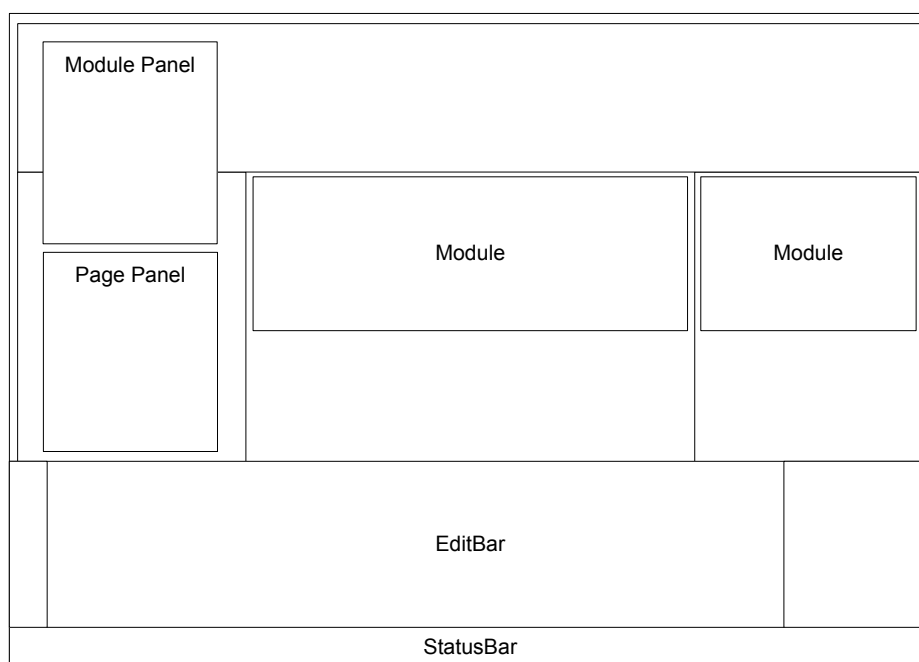 Module Panel
Module
Module
Page Panel
EditBar
StatusBar